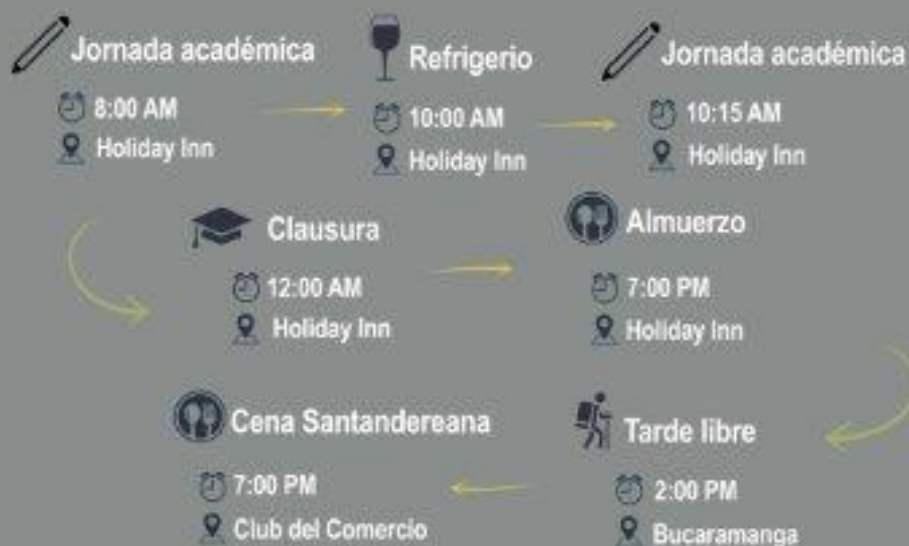 Jornada académica
8:00 AM
Holiday Inn
Refrigerio
10:00 AM
Holiday Inn
Jornada académica
10:15 AM
Holiday Inn
Clausura
12:00 AM
Holiday Inn
Almuerzo
7:00 PM
Holiday Inn
Tarde libre
2:00 PM
Bucaramanga
Cena Santandereana
7:00 PM
Club del Comercio